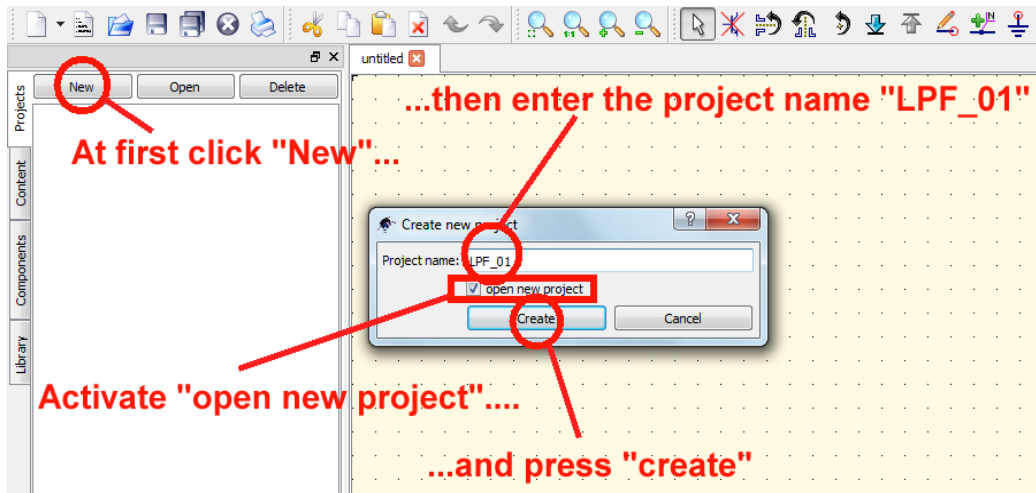 untitled
Projects
New Open Delete
...then enter the project name "LPF_01"
At first click "New"...
Content
Create new project
Components
Project name: LPF_01
open new project
Create Cancel
Library
Activate "open new project"....
...and press "create"